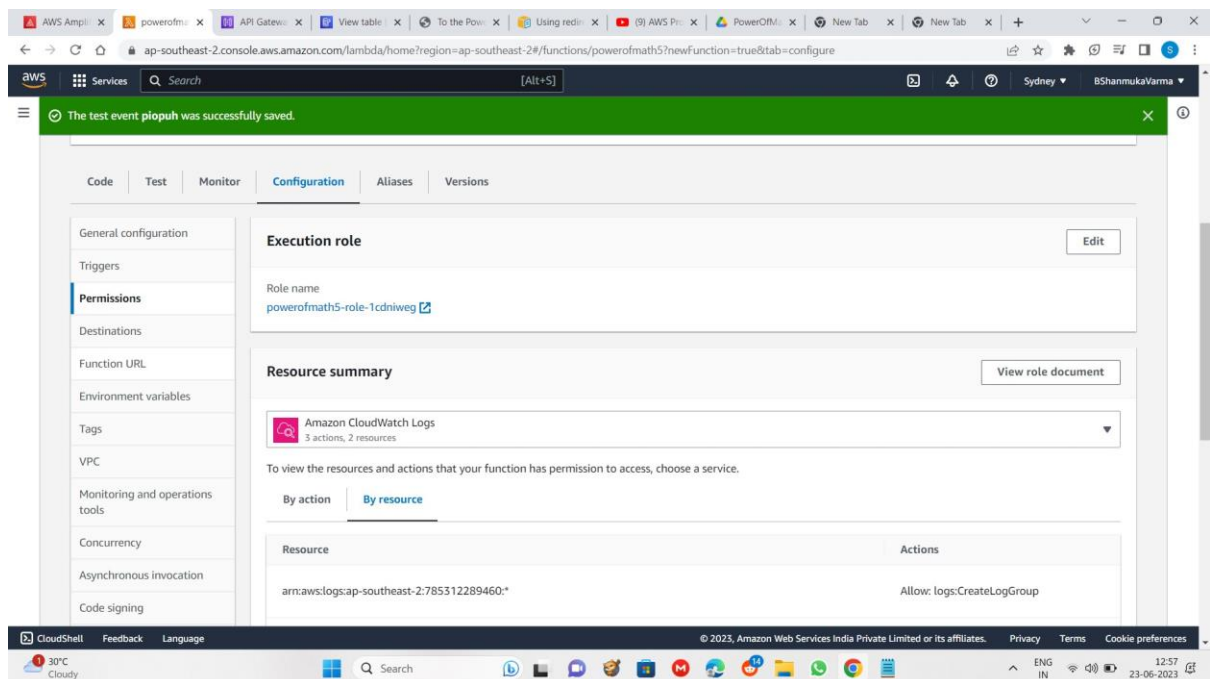 AWS Ampli
powerofma
API Gatewa
View table
To the Powe
Using redir
(9) AWS Pro
PowerOfMa
New Tab
New Tab
ap-southeast-2.console.aws.amazon.com/lambda/home?region=ap-southeast-2#/functions/powerofmath5?newFunction=true&tab=configure
S
aws
Services
Search
[Alt+S]
Sydney
BShanmukaVarma
The test event piopuh was successfully saved.
Code
Test
Monitor
Configuration
Aliases
Versions
General configuration
Triggers
Permissions
Destinations
Function URL
Environment variables
Tags
VPC
Monitoring and operations
tools
Concurrency
Asynchronous invocation
Code signing
Execution role
Edit
Role name
powerofmath5-role-1cdniweg
Resource summary
View role document
Amazon CloudWatch Logs
3 actions, 2 resources
To view the resources and actions that your function has permission to access, choose a service.
By action
By resource
Resource
Actions
arn:aws:logs:ap-southeast-2:785312289460:*
Allow: logs:CreateLogGroup
CloudShell
Feedback
Language
© 2023, Amazon Web Services India Private Limited or its affiliates.
Privacy
Terms
Cookie preferences
1
30°C
Cloudy
Search
ENG
IN
12:57
23-06-2023